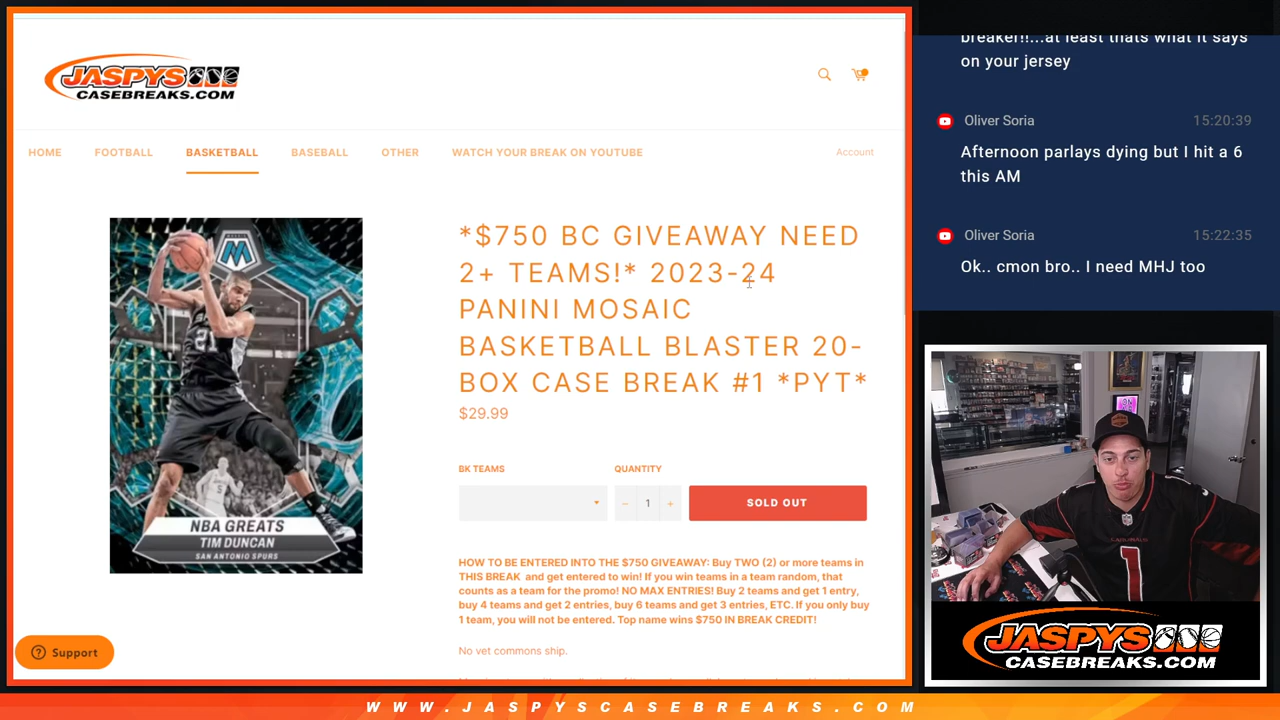 JASPYS
CASEBREAKS.COM
HOME
FOOTBALL
BASKETBALL
BASEBALL
OTHER
WATCH YOUR BREAK ON YOUTUBE
Account
NBA GREATS
TIM DUNCAN
SAN ANTONIO SPURS
*$750 BC GIVEAWAY NEED
2+ TEAMS!* 2023-24
PANINI MOSAIC
BASKETBALL BLASTER 20-
BOX CASE BREAK #1 *PYT*
$29.99
BK TEAMS
QUANTITY
− 1 +
SOLD OUT
HOW TO BE ENTERED INTO THE $750 GIVEAWAY: Buy TWO (2) or more teams in
THIS BREAK and get entered to win! If you win teams in a team random, that
counts as a team for the promo! NO MAX ENTRIES! Buy 2 teams and get 1 entry,
buy 4 teams and get 2 entries, buy 6 teams and get 3 entries, ETC. If you only buy
1 team, you will not be entered. Top name wins $750 IN BREAK CREDIT!
No vet commons ship.
Support
breaker!!...at least thats what it says
on your jersey
Oliver Soria 15:20:39
Afternoon parlays dying but I hit a 6
this AM
Oliver Soria 15:22:35
Ok.. cmon bro.. I need MHJ too
1
JASPYS
CASEBREAKS.COM
WWW.JASPYSCASEBREAKS.COM